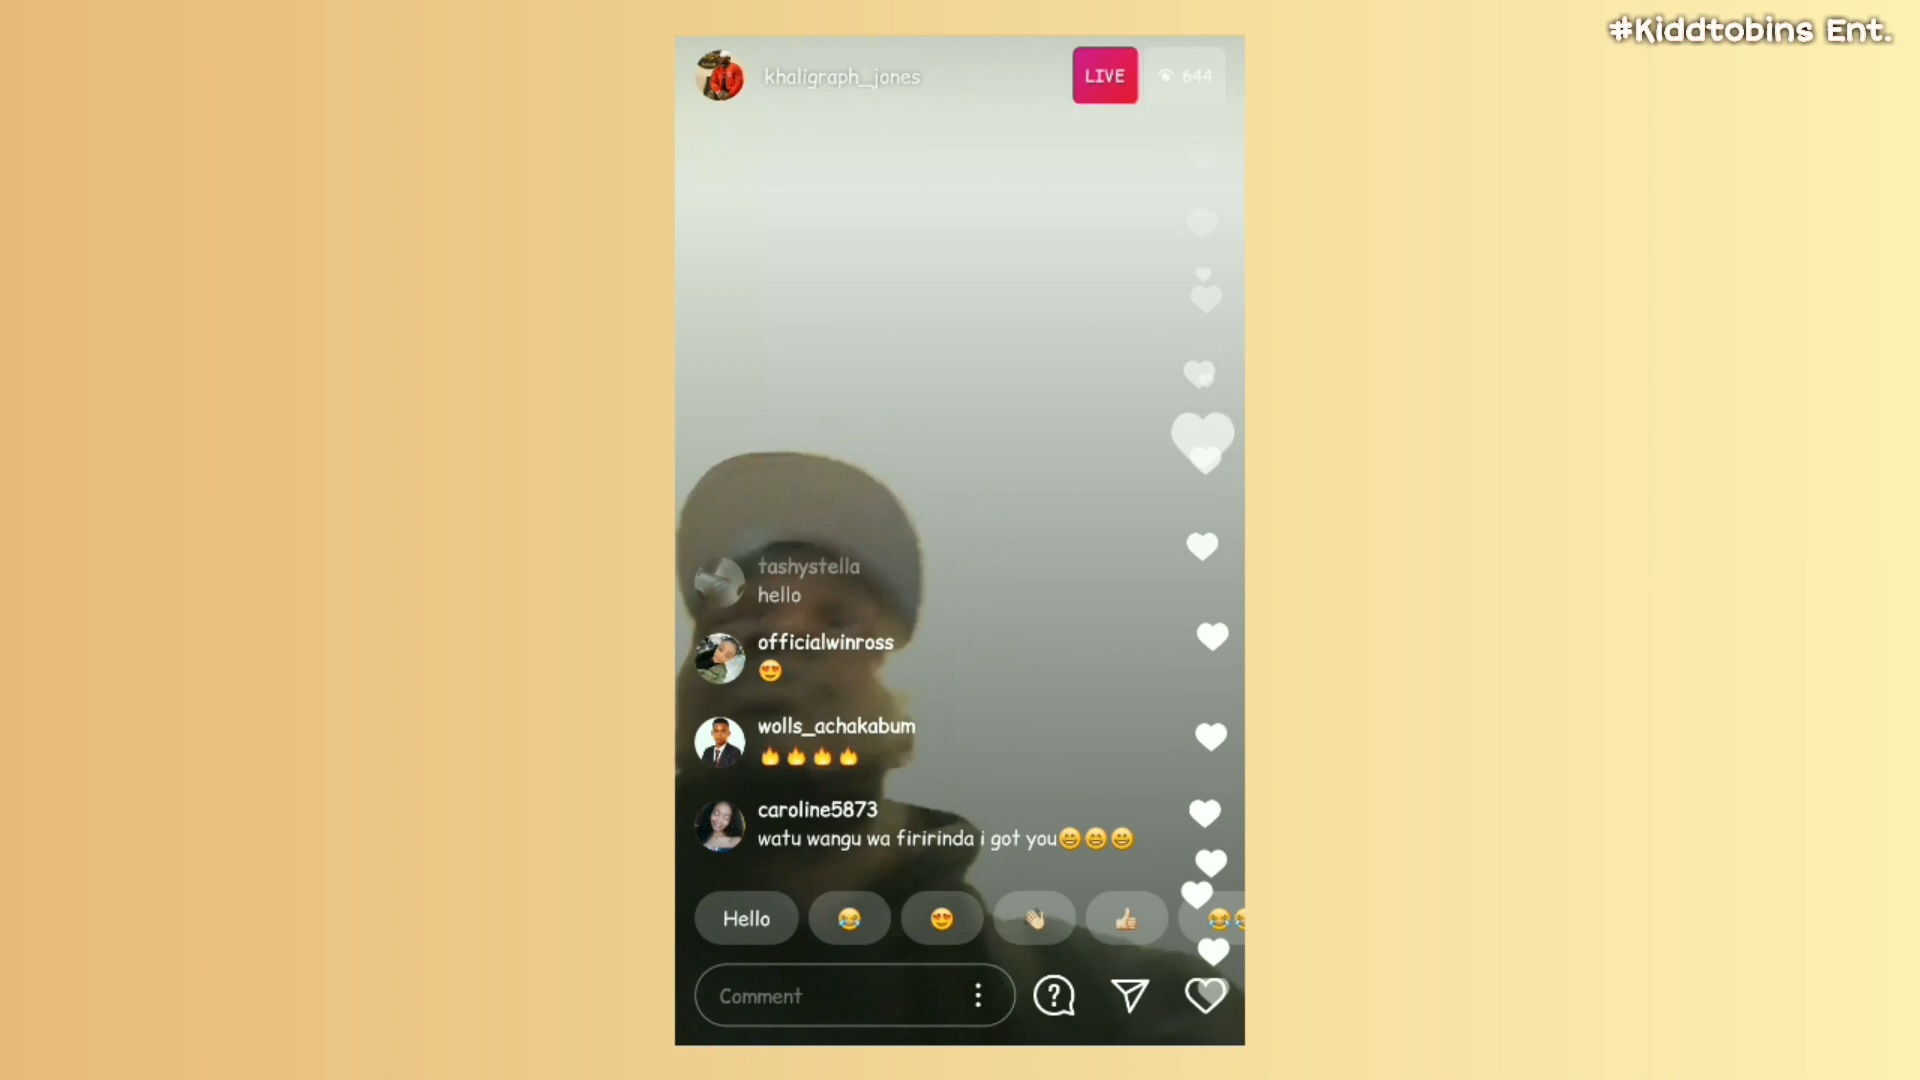 #Kiddtobins Ent.
khaligraph_jones
LIVE
644
tashystella
hello
officialwinross
😍
wolls_achakabum
🔥🔥🔥🔥
caroline5873
watu wangu wa firirinda i got you😄😄😄
Hello 😂 😍 👋🏼 👍🏼 😂😂
Comment